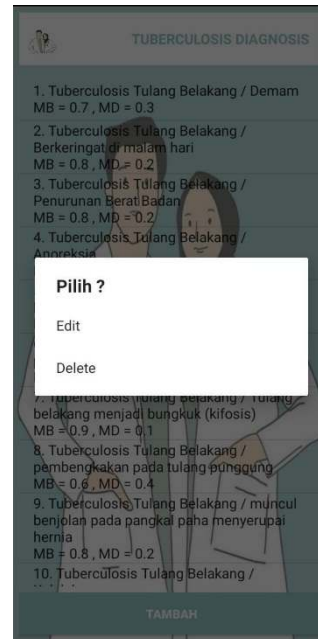 TUBERCULOSIS DIAGNOSIS
1. Tuberculosis Tulang Belakang / Demam
MB = 0.7 , MD = 0.3
2. Tuberculosis Tulang Belakang /
Berkeringat di malam hari
MB = 0.8 , MD = 0.2
3. Tuberculosis Tulang Belakang /
Penurunan Berat Badan
MB = 0.8 , MD = 0.2
4. Tuberculosis Tulang Belakang /
Anoreksia
Pilih ?
Edit
Delete
7. Tuberculosis Tulang Belakang / Tulang
belakang menjadi bungkuk (kifosis)
MB = 0.9 , MD = 0.1
8. Tuberculosis Tulang Belakang /
pembengkakan pada tulang punggung
MB = 0.6 , MD = 0.4
9. Tuberculosis Tulang Belakang / muncul
benjolan pada pangkal paha menyerupai
hernia
MB = 0.8 , MD = 0.2
10. Tuberculosis Tulang Belakang /
TAMBAH